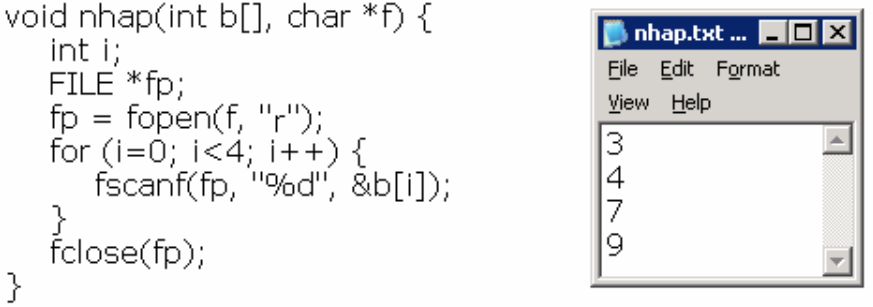 void nhap(int b[], char *f) {
int i;
FILE *fp;
fp = fopen(f, "r");
for (i=0; i<4; i++) {
fscanf(fp, "%d", &b[i]);
}
fclose(fp);
}
nhap.txt ...
File Edit Format
View Help
3
4
7
9